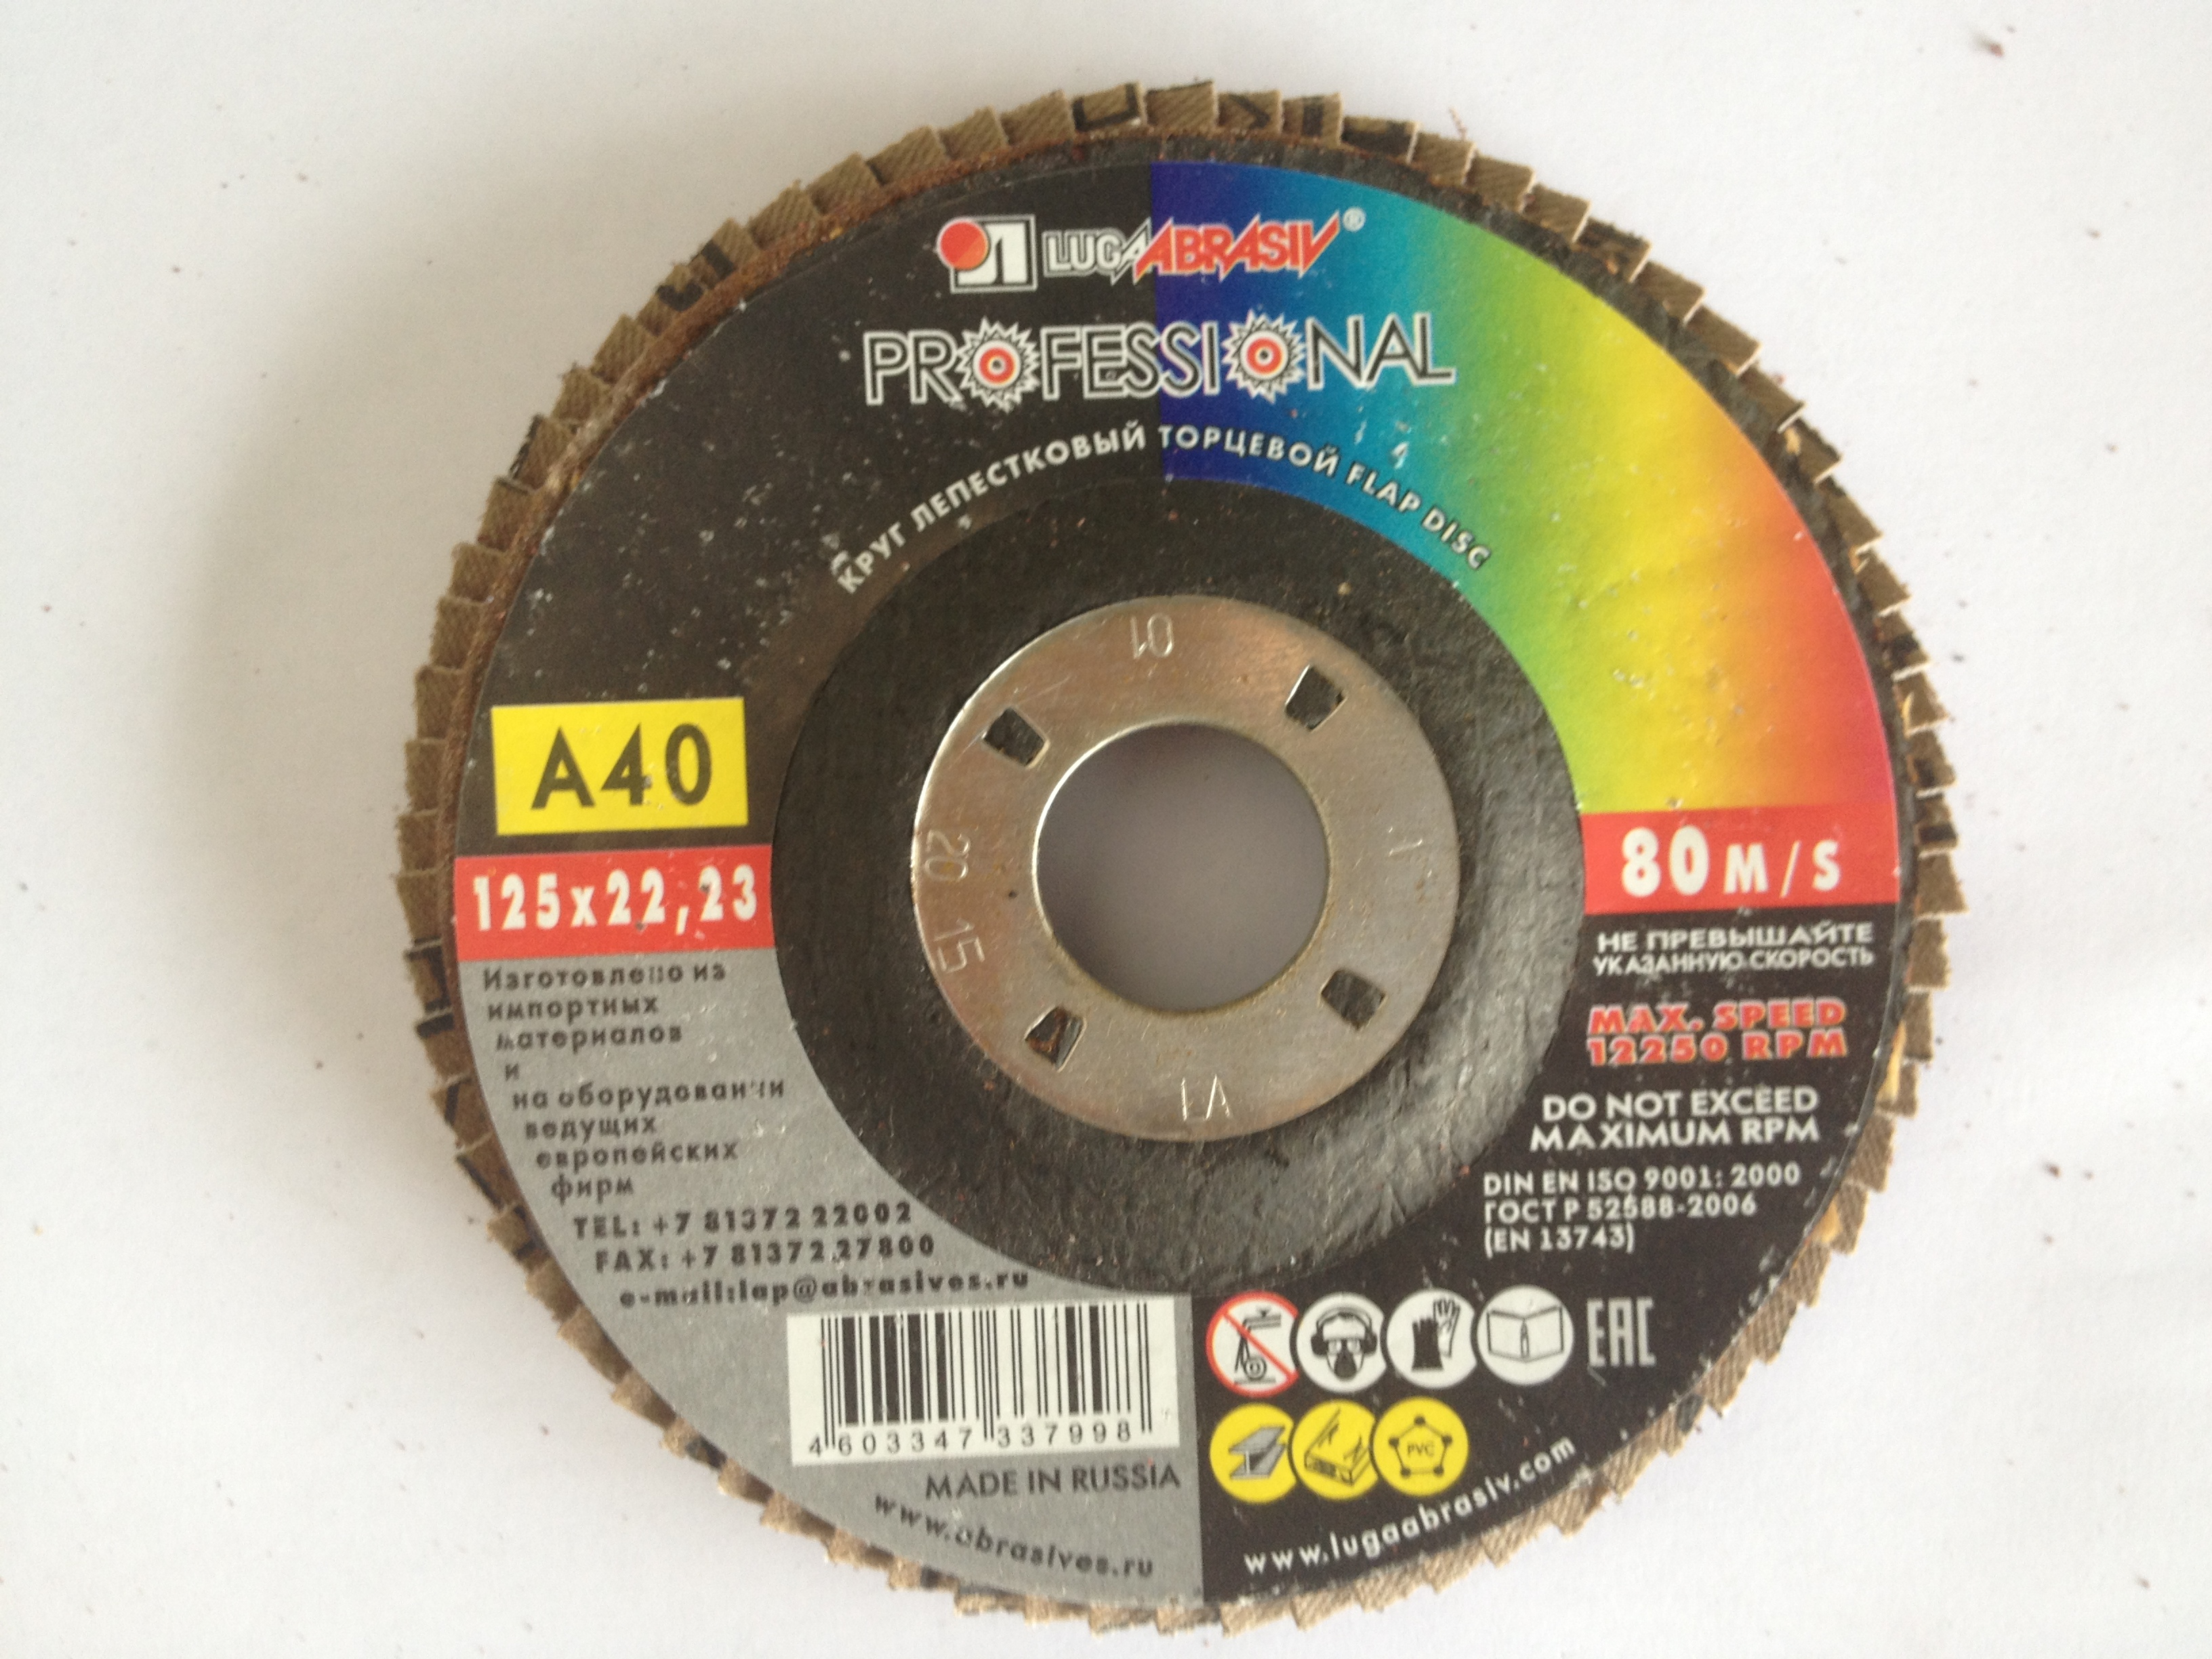 LUGAABRASIV®
PROFESSIONAL
КРУГ ЛЕПЕСТКОВЫЙ ТОРЦЕВОЙ FLAP DISC
01
20 15
V1
A40
125x22,23
80 M/S
НЕ ПРЕВЫШАЙТЕ
УКАЗАННУЮ СКОРОСТЬ
MAX. SPEED
12250 RPM
DO NOT EXCEED
MAXIMUM RPM
DIN EN ISO 9001: 2000
ГОСТ Р 52588-2006
(EN 13743)
Изготовлено из
импортных
материалов
и
на оборудовании
ведущих
европейских
фирм
TEL: +7 81372 22002
FAX: +7 81372 27800
e-mail:lap@abrasives.ru
4 603347 337998
MADE IN RUSSIA
www.abrasives.ru
EAC
PVC
www.lugaabrasiv.com